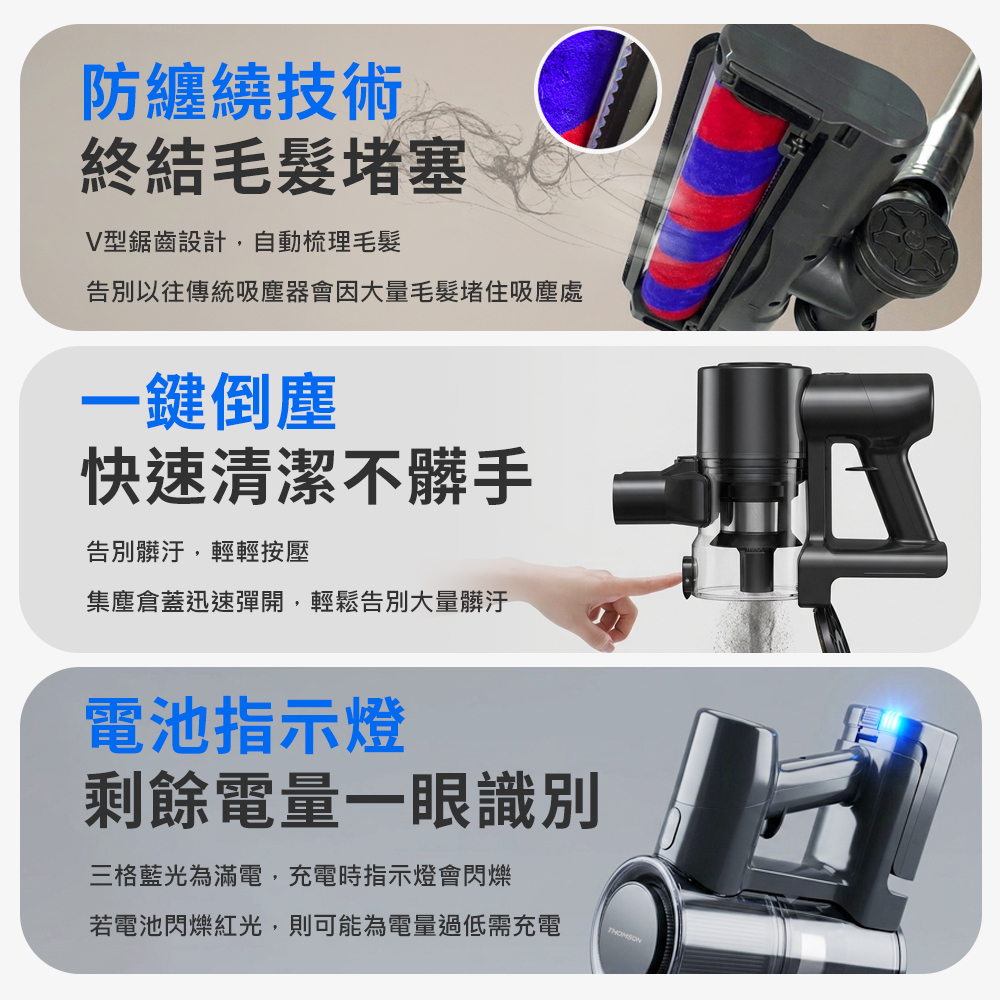 防纏繞技術
終結毛髮堵塞
V型鋸齒設計，自動梳理毛髮
告別以往傳統吸塵器會因大量毛髮堵住吸塵處
一鍵倒塵
快速清潔不髒手
告別髒汙，輕輕按壓
集塵倉蓋迅速彈開，輕鬆告別大量髒汙
電池指示燈
剩餘電量一眼識別
三格藍光為滿電，充電時指示燈會閃爍
若電池閃爍紅光，則可能為電量過低需充電
THOMSON